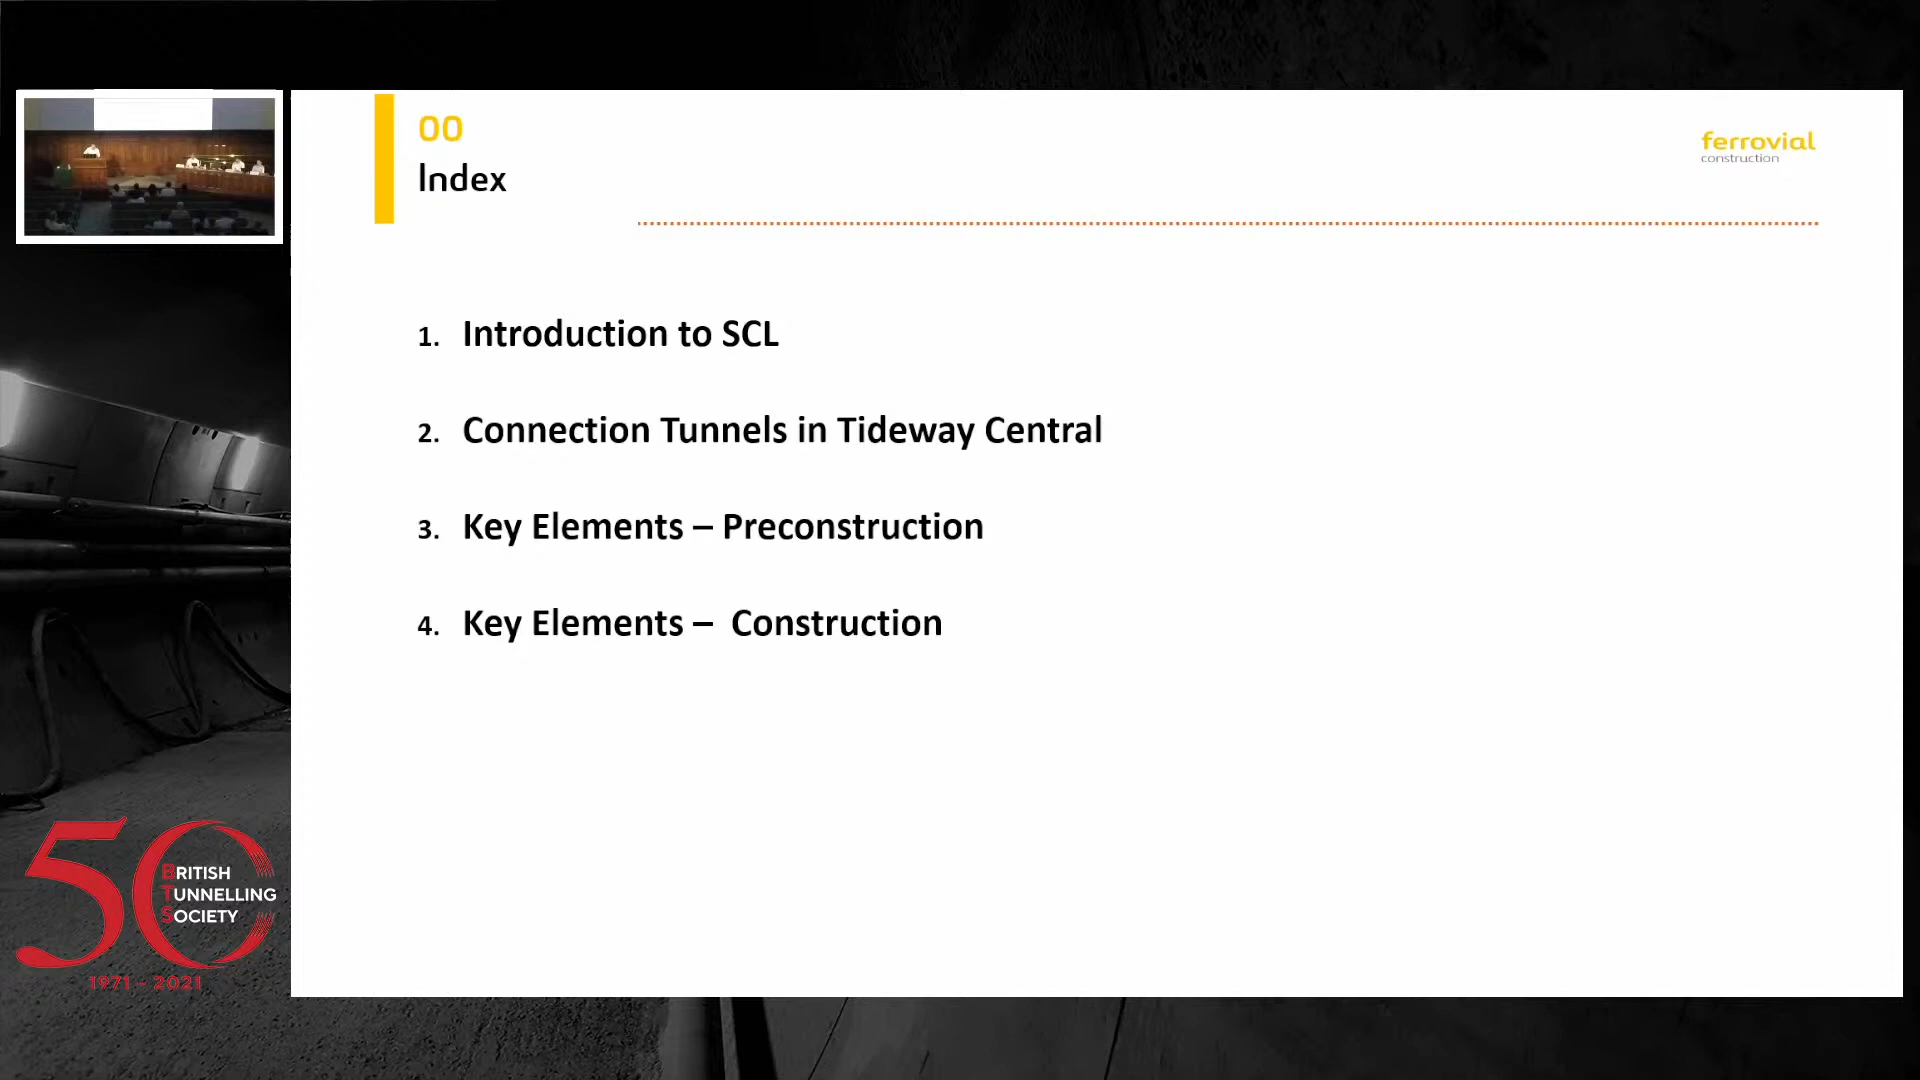 00
Index
ferrovial
construction
1. Introduction to SCL
2. Connection Tunnels in Tideway Central
3. Key Elements – Preconstruction
4. Key Elements – Construction
50
BRITISH
TUNNELLING
SOCIETY
1971 - 2021